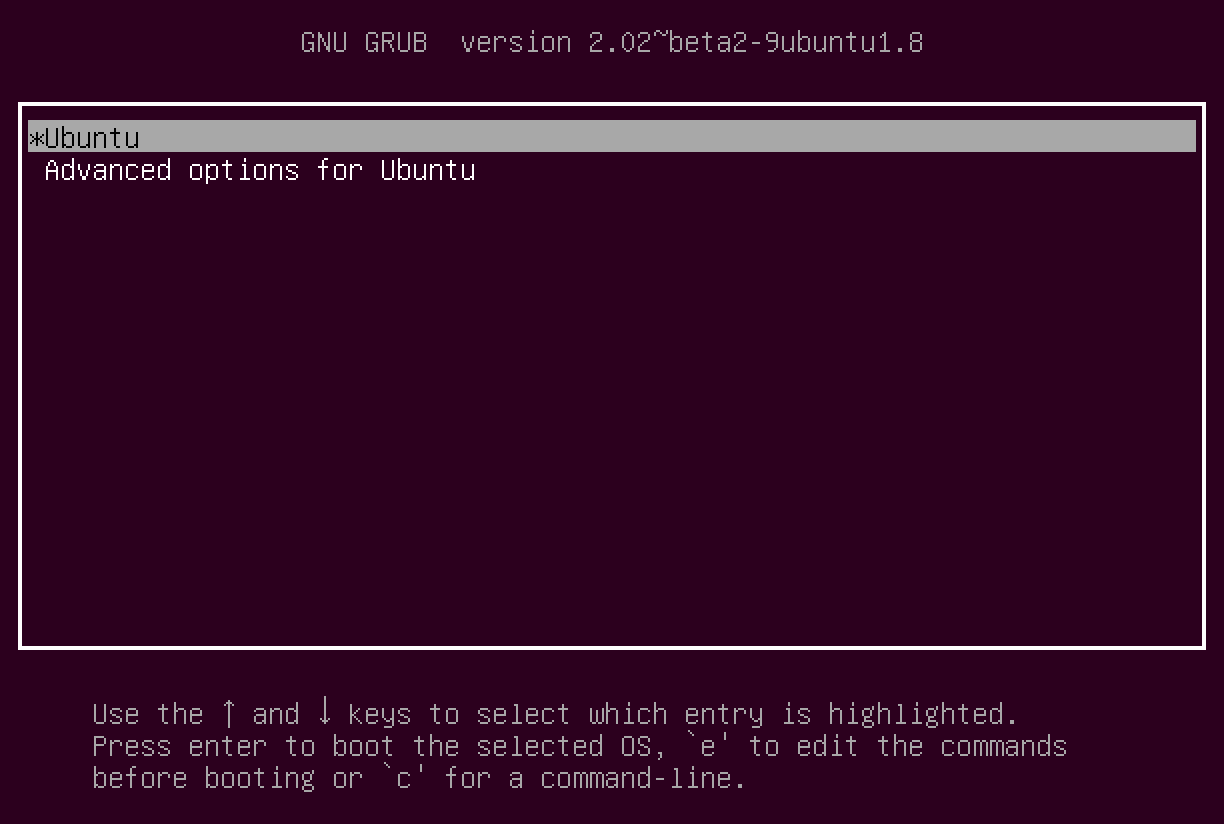 GNU GRUB  version 2.02~beta2-9ubuntu1.8
*Ubuntu
Advanced options for Ubuntu
Use the ↑ and ↓ keys to select which entry is highlighted.
Press enter to boot the selected OS, `e' to edit the commands
before booting or `c' for a command-line.